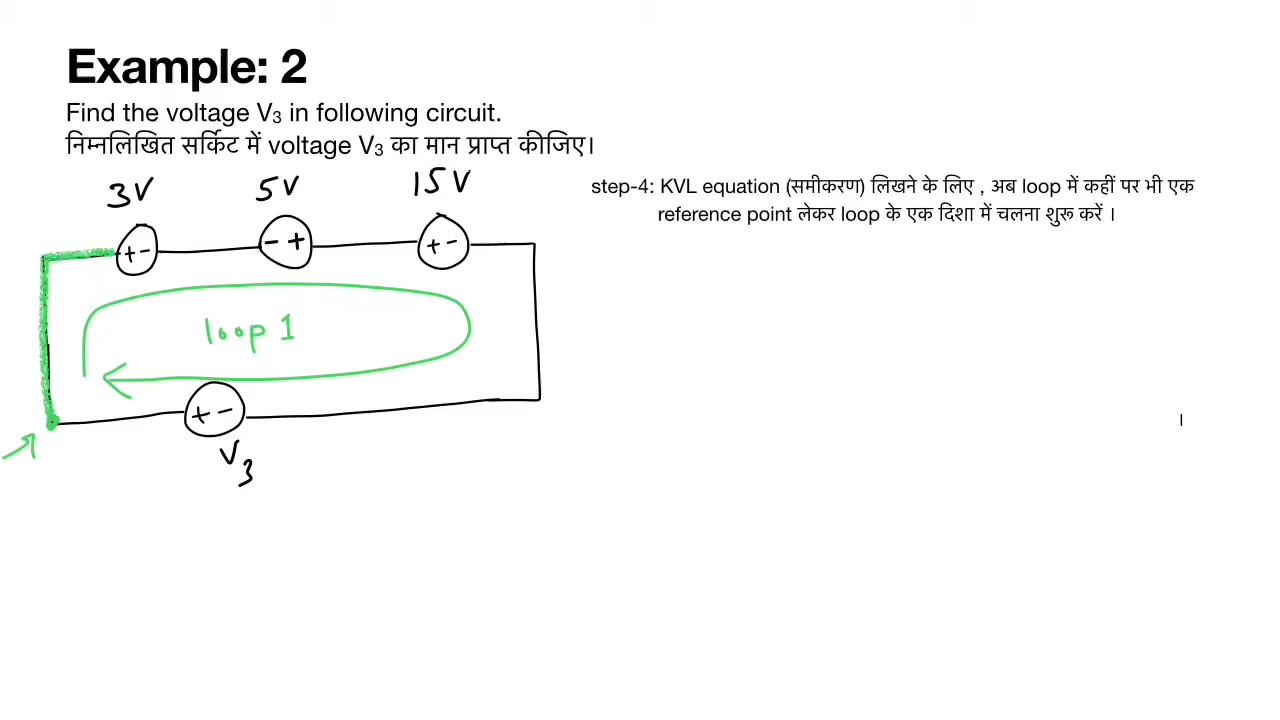 Example: 2
Find the voltage V₃ in following circuit.
निम्नलिखित सर्किट में voltage V₃ का मान प्राप्त कीजिए।
3V 5V 15V
step-4: KVL equation (समीकरण) लिखने के लिए , अब loop में कहीं पर भी एक
reference point लेकर loop के एक दिशा में चलना शुरू करें ।
+ - - + + -
loop 1
+ -
V₃